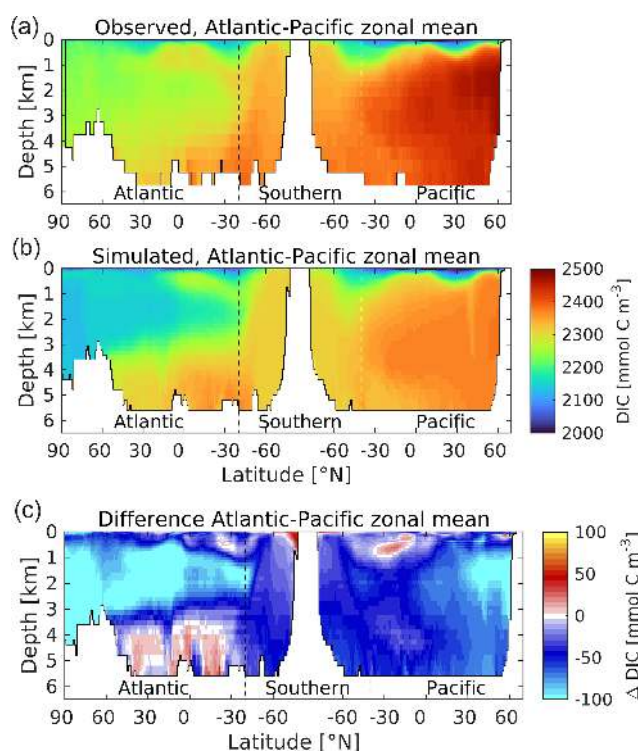 (a)
Observed, Atlantic-Pacific zonal mean
Depth [km]
0
1
2
3
4
5
6
Atlantic
Southern
Pacific
90 60 30 0 -30 -60 -60 -30 0 30 60
(b)
Simulated, Atlantic-Pacific zonal mean
Depth [km]
0
1
2
3
4
5
6
Atlantic
Southern
Pacific
90 60 30 0 -30 -60 -60 -30 0 30 60
Latitude [°N]
2500
2400
2300
2200
2100
2000
DIC [mmol C m⁻³]
(c)
Difference Atlantic-Pacific zonal mean
Depth [km]
0
1
2
3
4
5
6
Atlantic
Southern
Pacific
90 60 30 0 -30 -60 -60 -30 0 30 60
100
50
0
-50
-100
Δ DIC [mmol C m⁻³]